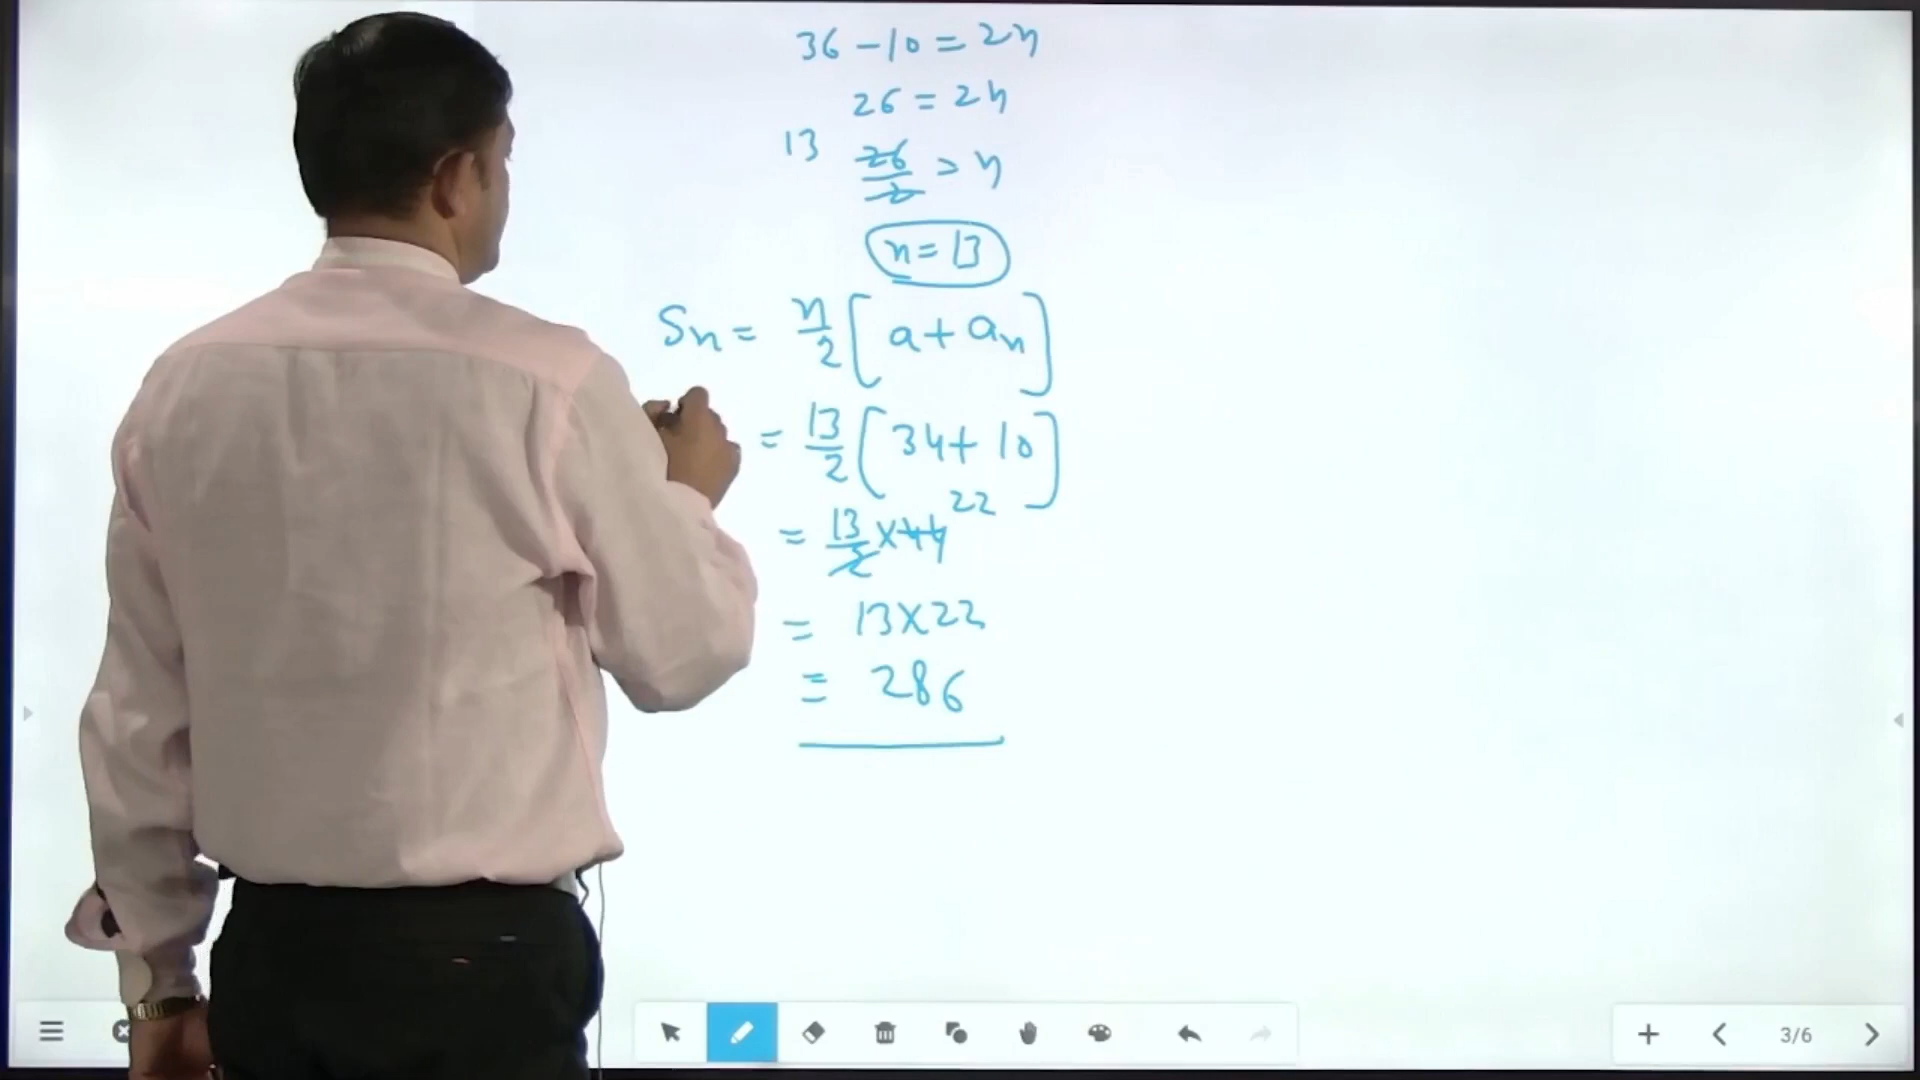 36 - 10 = 2n
26 = 2n
13 26/2 = n
n = 13
Sn = n/2 [ a + an ]
= 13/2 [ 34 + 10 ]
= 13/2 x 44 22
= 13 x 22
= 286
3/6